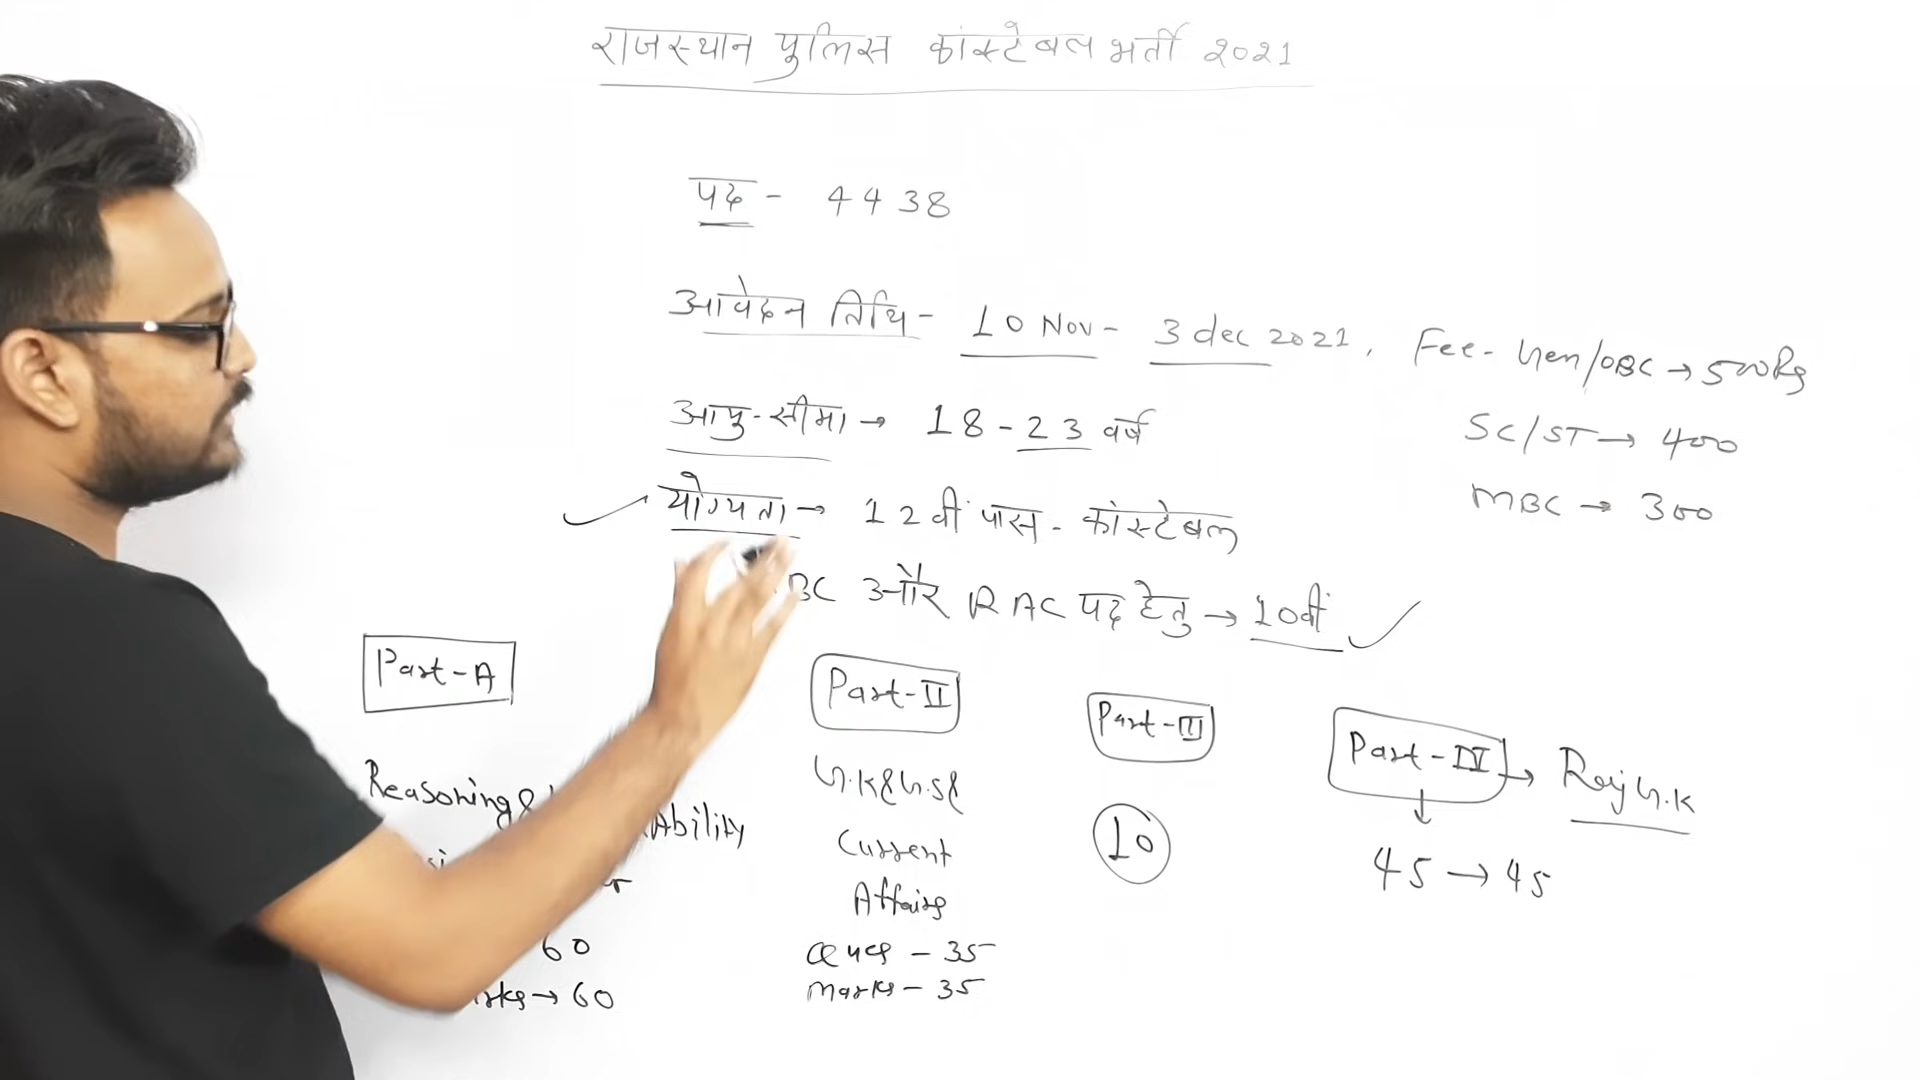 राजस्थान पुलिस कांस्टेबल भर्ती 2021
पद - 4438
आवेदन तिथि - 10 Nov - 3 dec 2021, Fee - Gen/OBC → 500Rs
SC/ST → 400
MBC → 300
आयु-सीमा → 18-23 वर्ष
योग्यता → 12वीं पास - कांस्टेबल
BC और RAC पद हेतु → 10वीं
Part-A
Reasoning &
Ability
60
→ 60
Part-II
G.K & G.S &
Current
Affairs
Ques - 35
Marks - 35
Part-III
10
Part-IV → Raj G.K
45 → 45